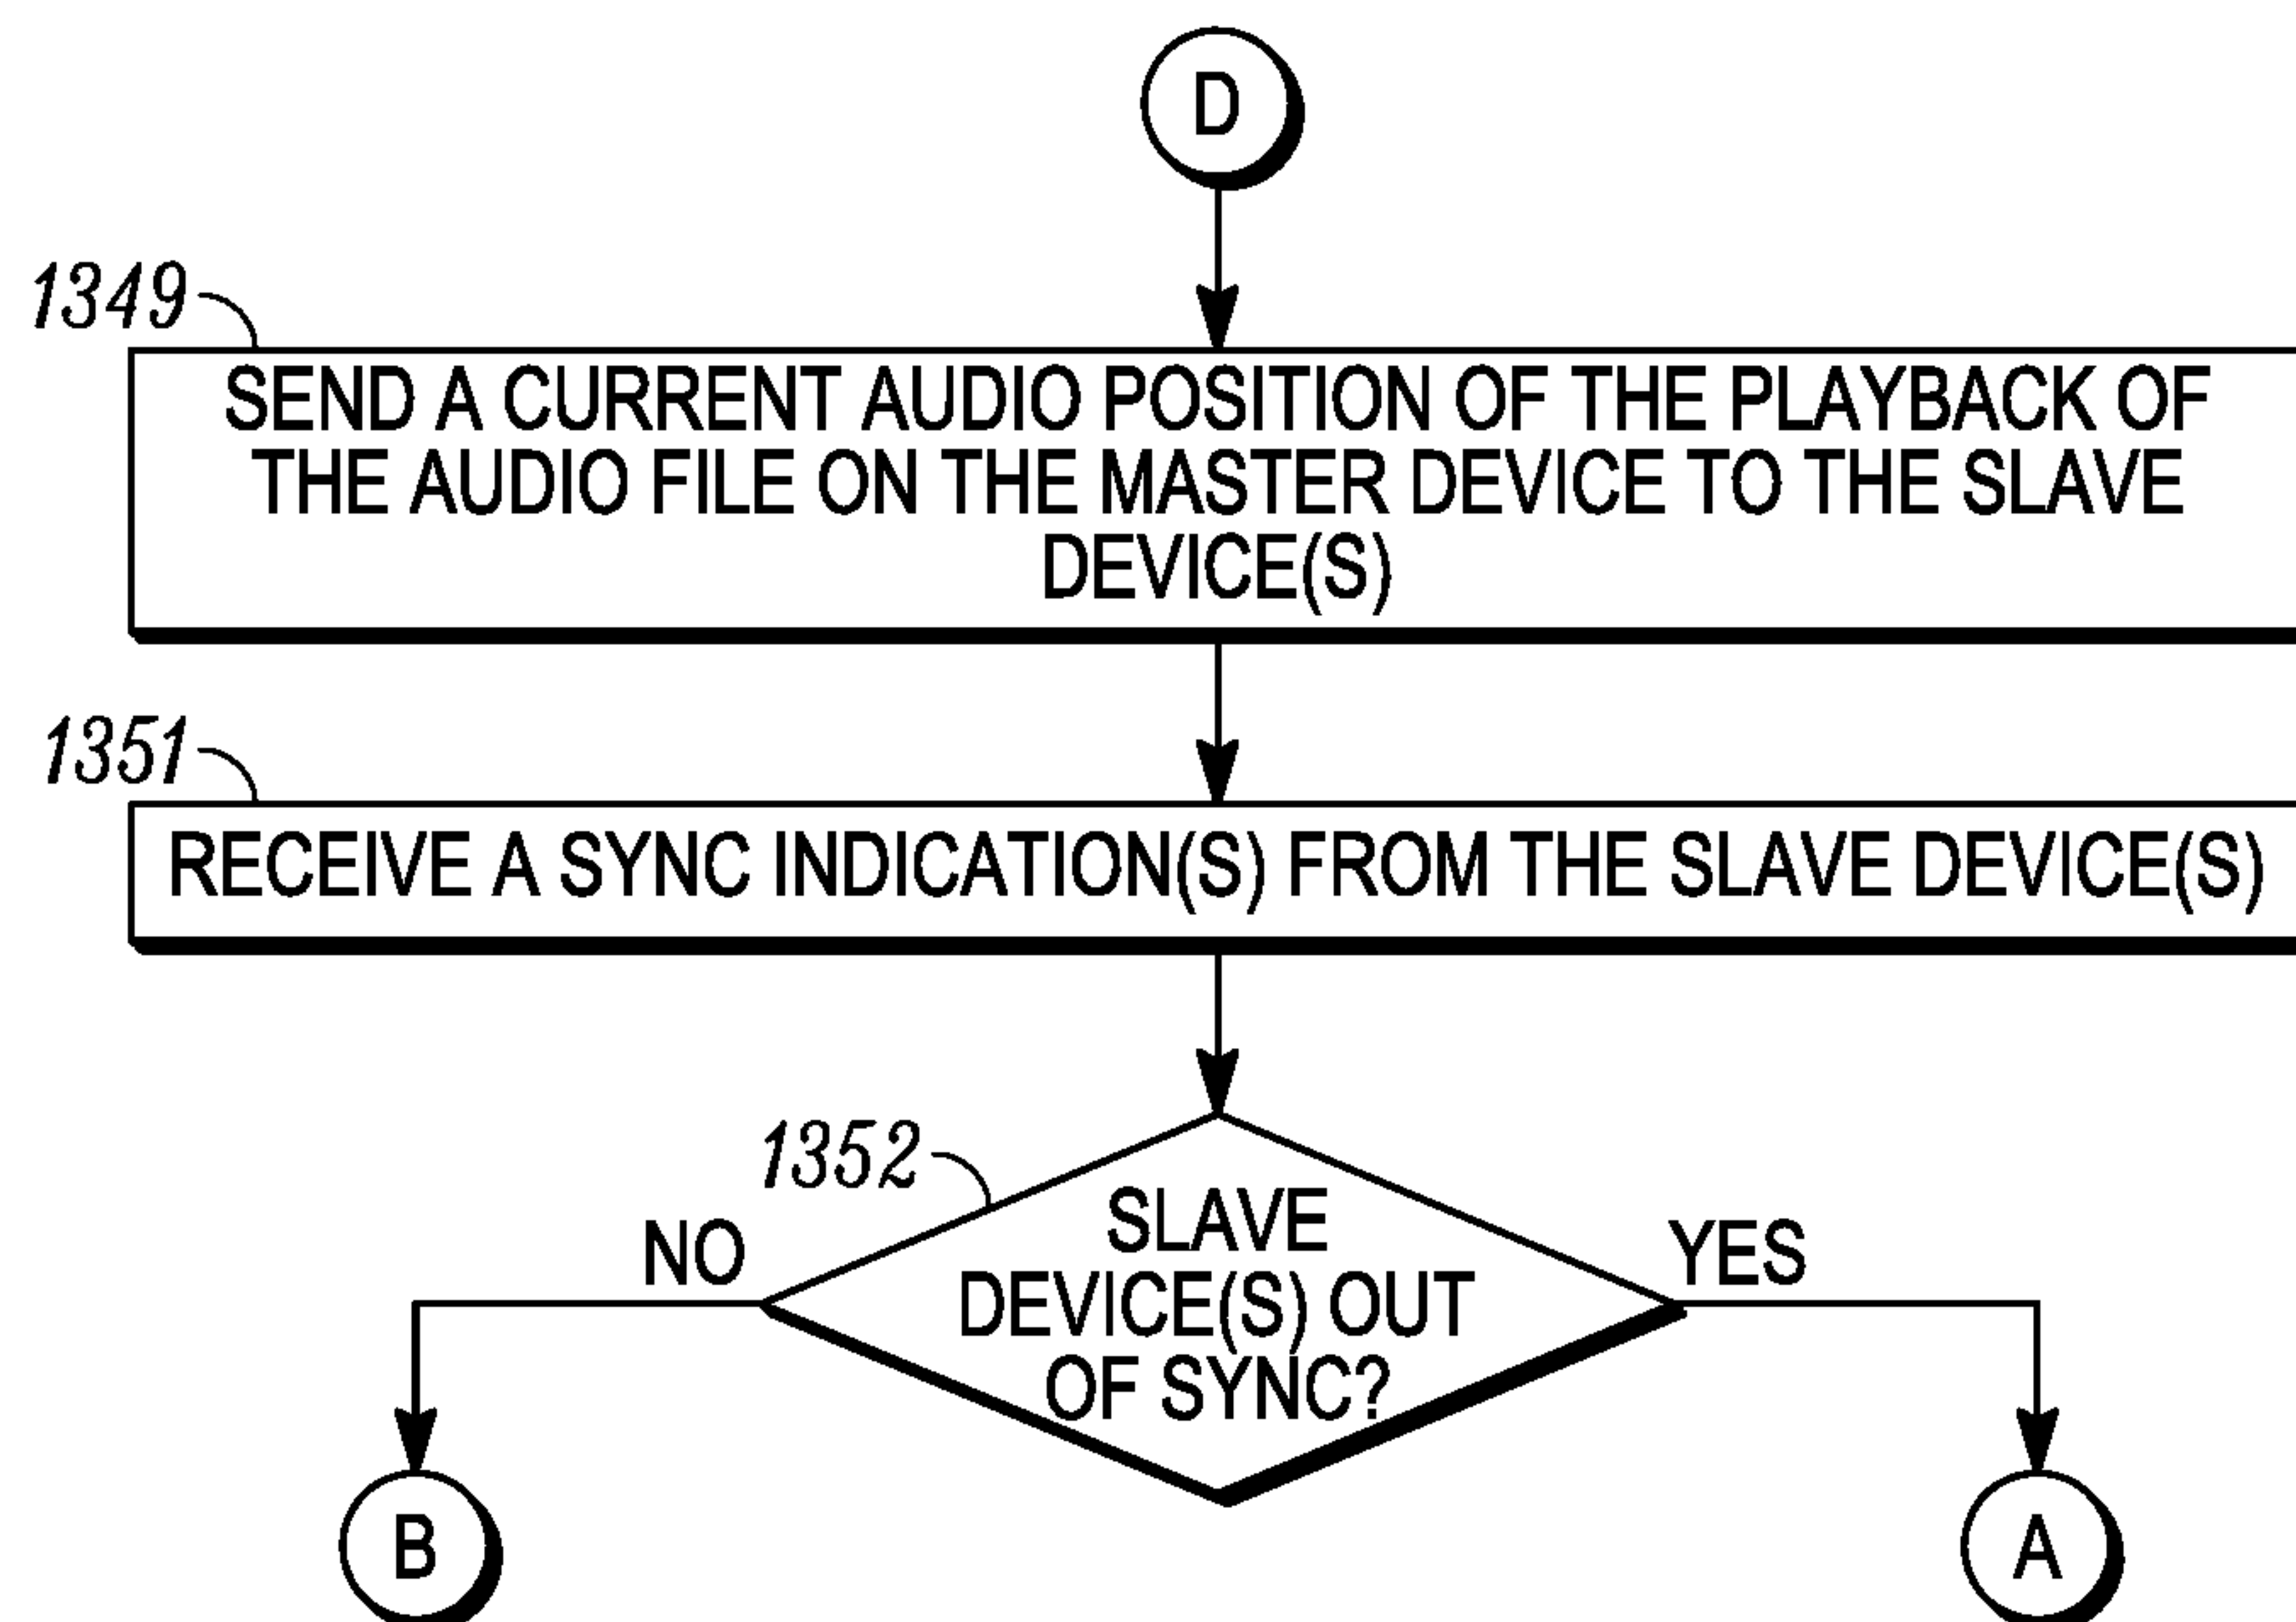 D
1349
SEND A CURRENT AUDIO POSITION OF THE PLAYBACK OF
THE AUDIO FILE ON THE MASTER DEVICE TO THE SLAVE
DEVICE(S)
1351
RECEIVE A SYNC INDICATION(S) FROM THE SLAVE DEVICE(S)
1352
SLAVE
DEVICE(S) OUT
OF SYNC?
NO
YES
B
A